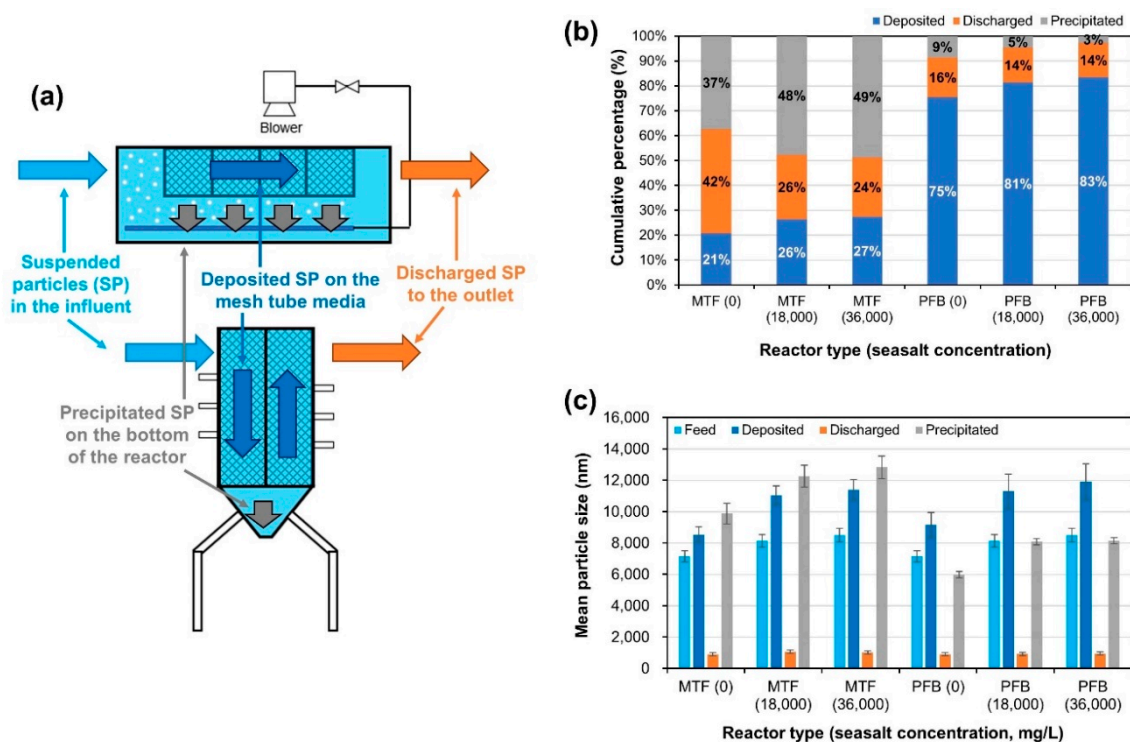 (a)
Blower
Suspended
particles (SP)
in the influent
Deposited SP on the
mesh tube media
Discharged SP
to the outlet
Precipitated SP
on the bottom
of the reactor
(b)
Deposited Discharged Precipitated
Cumulative percentage (%)
100%
90%
80%
70%
60%
50%
40%
30%
20%
10%
0%
37% 48% 49% 9% 5% 3%
42% 26% 24% 16% 14% 14%
21% 26% 27% 75% 81% 83%
MTF (0) MTF (18,000) MTF (36,000) PFB (0) PFB (18,000) PFB (36,000)
Reactor type (seasalt concentration)
(c)
Feed Deposited Discharged Precipitated
Mean particle size (nm)
16,000
14,000
12,000
10,000
8,000
6,000
4,000
2,000
0
MTF (0) MTF (18,000) MTF (36,000) PFB (0) PFB (18,000) PFB (36,000)
Reactor type (seasalt concentration, mg/L)